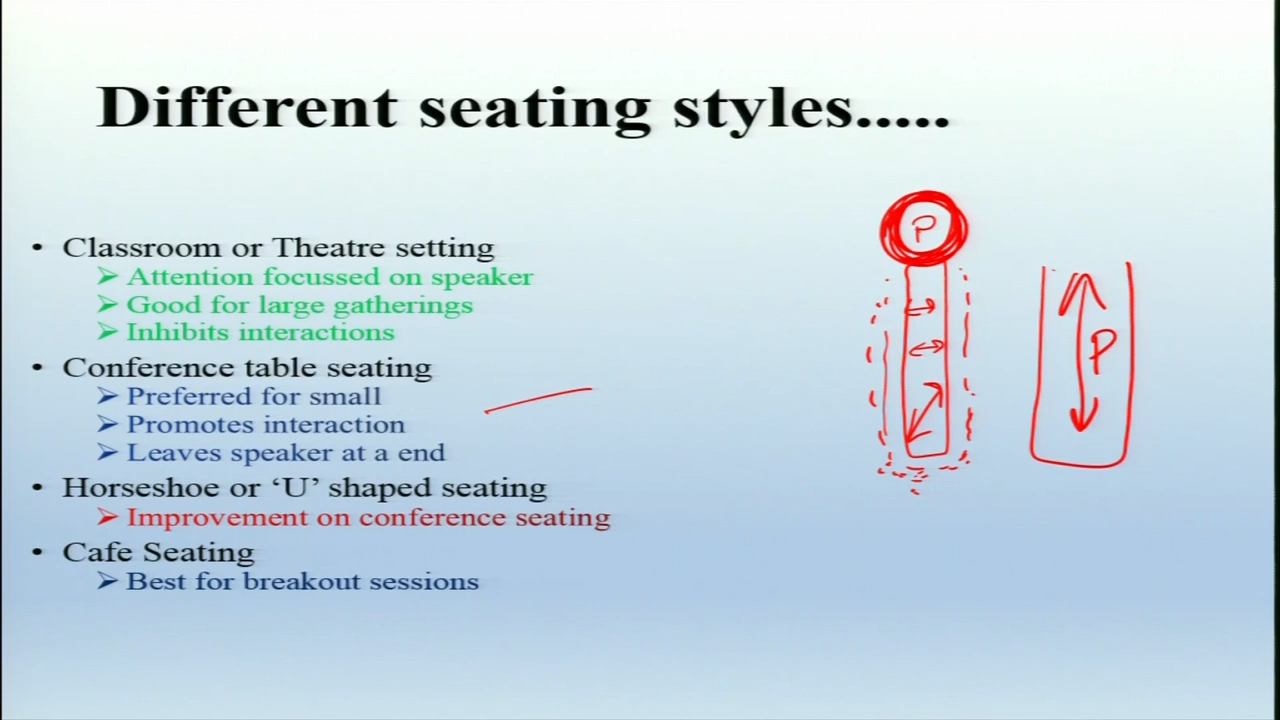 Different seating styles.....
• Classroom or Theatre setting
➢ Attention focussed on speaker
➢ Good for large gatherings
➢ Inhibits interactions
• Conference table seating
➢ Preferred for small
➢ Promotes interaction
➢ Leaves speaker at a end
• Horseshoe or ‘U’ shaped seating
➢ Improvement on conference seating
• Cafe Seating
➢ Best for breakout sessions
P
P